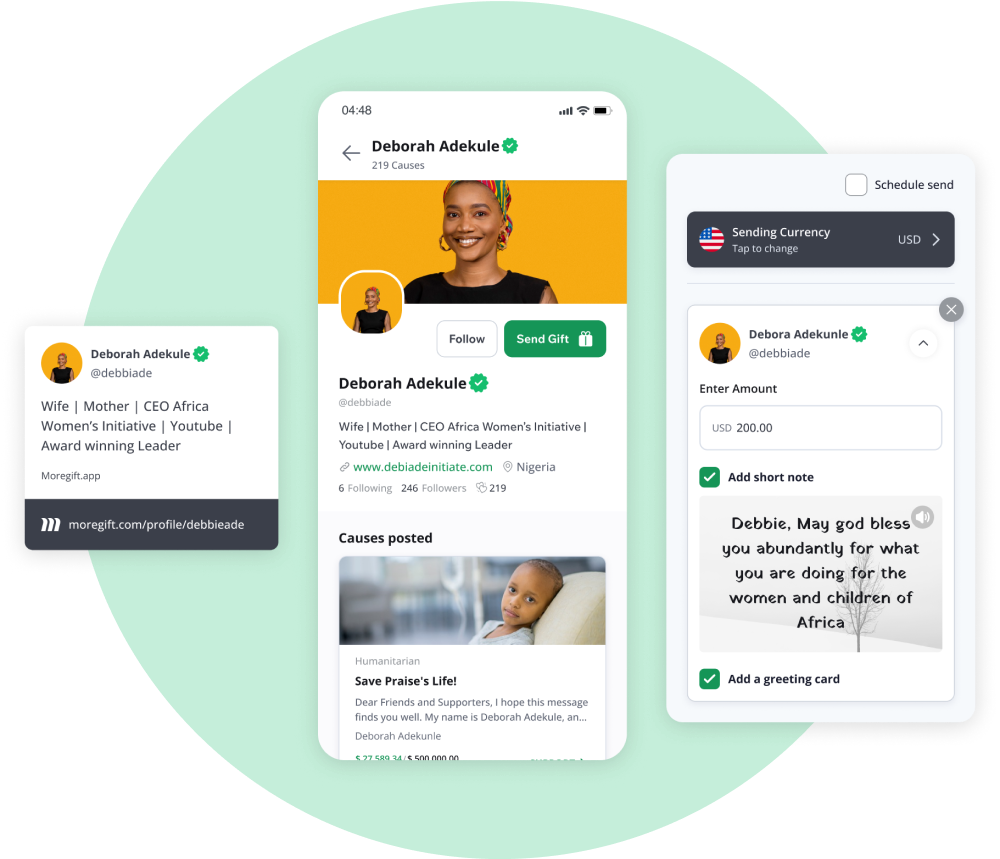 Deborah Adekule
@debbiade
Wife | Mother | CEO Africa
Women's Initiative | Youtube |
Award winning Leader
Moregift.app
moregift.com/profile/debbieade
04:48
Deborah Adekule
219 Causes
Follow
Send Gift
Deborah Adekule
@debbiade
Wife | Mother | CEO Africa Women's Initiative |
Youtube | Award winning Leader
www.debiadeinitiate.com Nigeria
6 Following 246 Followers 219
Causes posted
Humanitarian
Save Praise's Life!
Dear Friends and Supporters, I hope this message
finds you well. My name is Deborah Adekule, an...
Deborah Adekunle
$ 27,589.34/$ 500,000.00
Schedule send
Sending Currency
Tap to change
USD
Debora Adekunle
@debbiade
Enter Amount
USD 200.00
Add short note
Debbie, May god bless
you abundantly for what
you are doing for the
women and children of
Africa
Add a greeting card